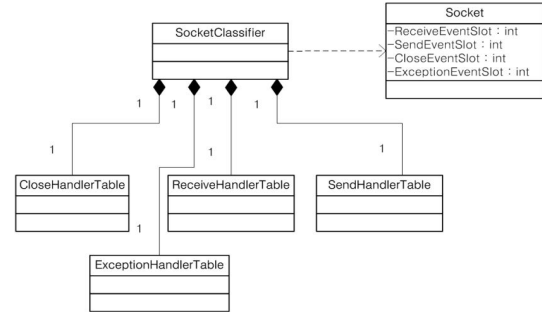 SocketClassifier
Socket
-ReceiveEventSlot : int
-SendEventSlot : int
-CloseEventSlot : int
-ExceptionEventSlot : int
1
1
1
1
1
1
1
CloseHandlerTable
ReceiveHandlerTable
SendHandlerTable
1
ExceptionHandlerTable